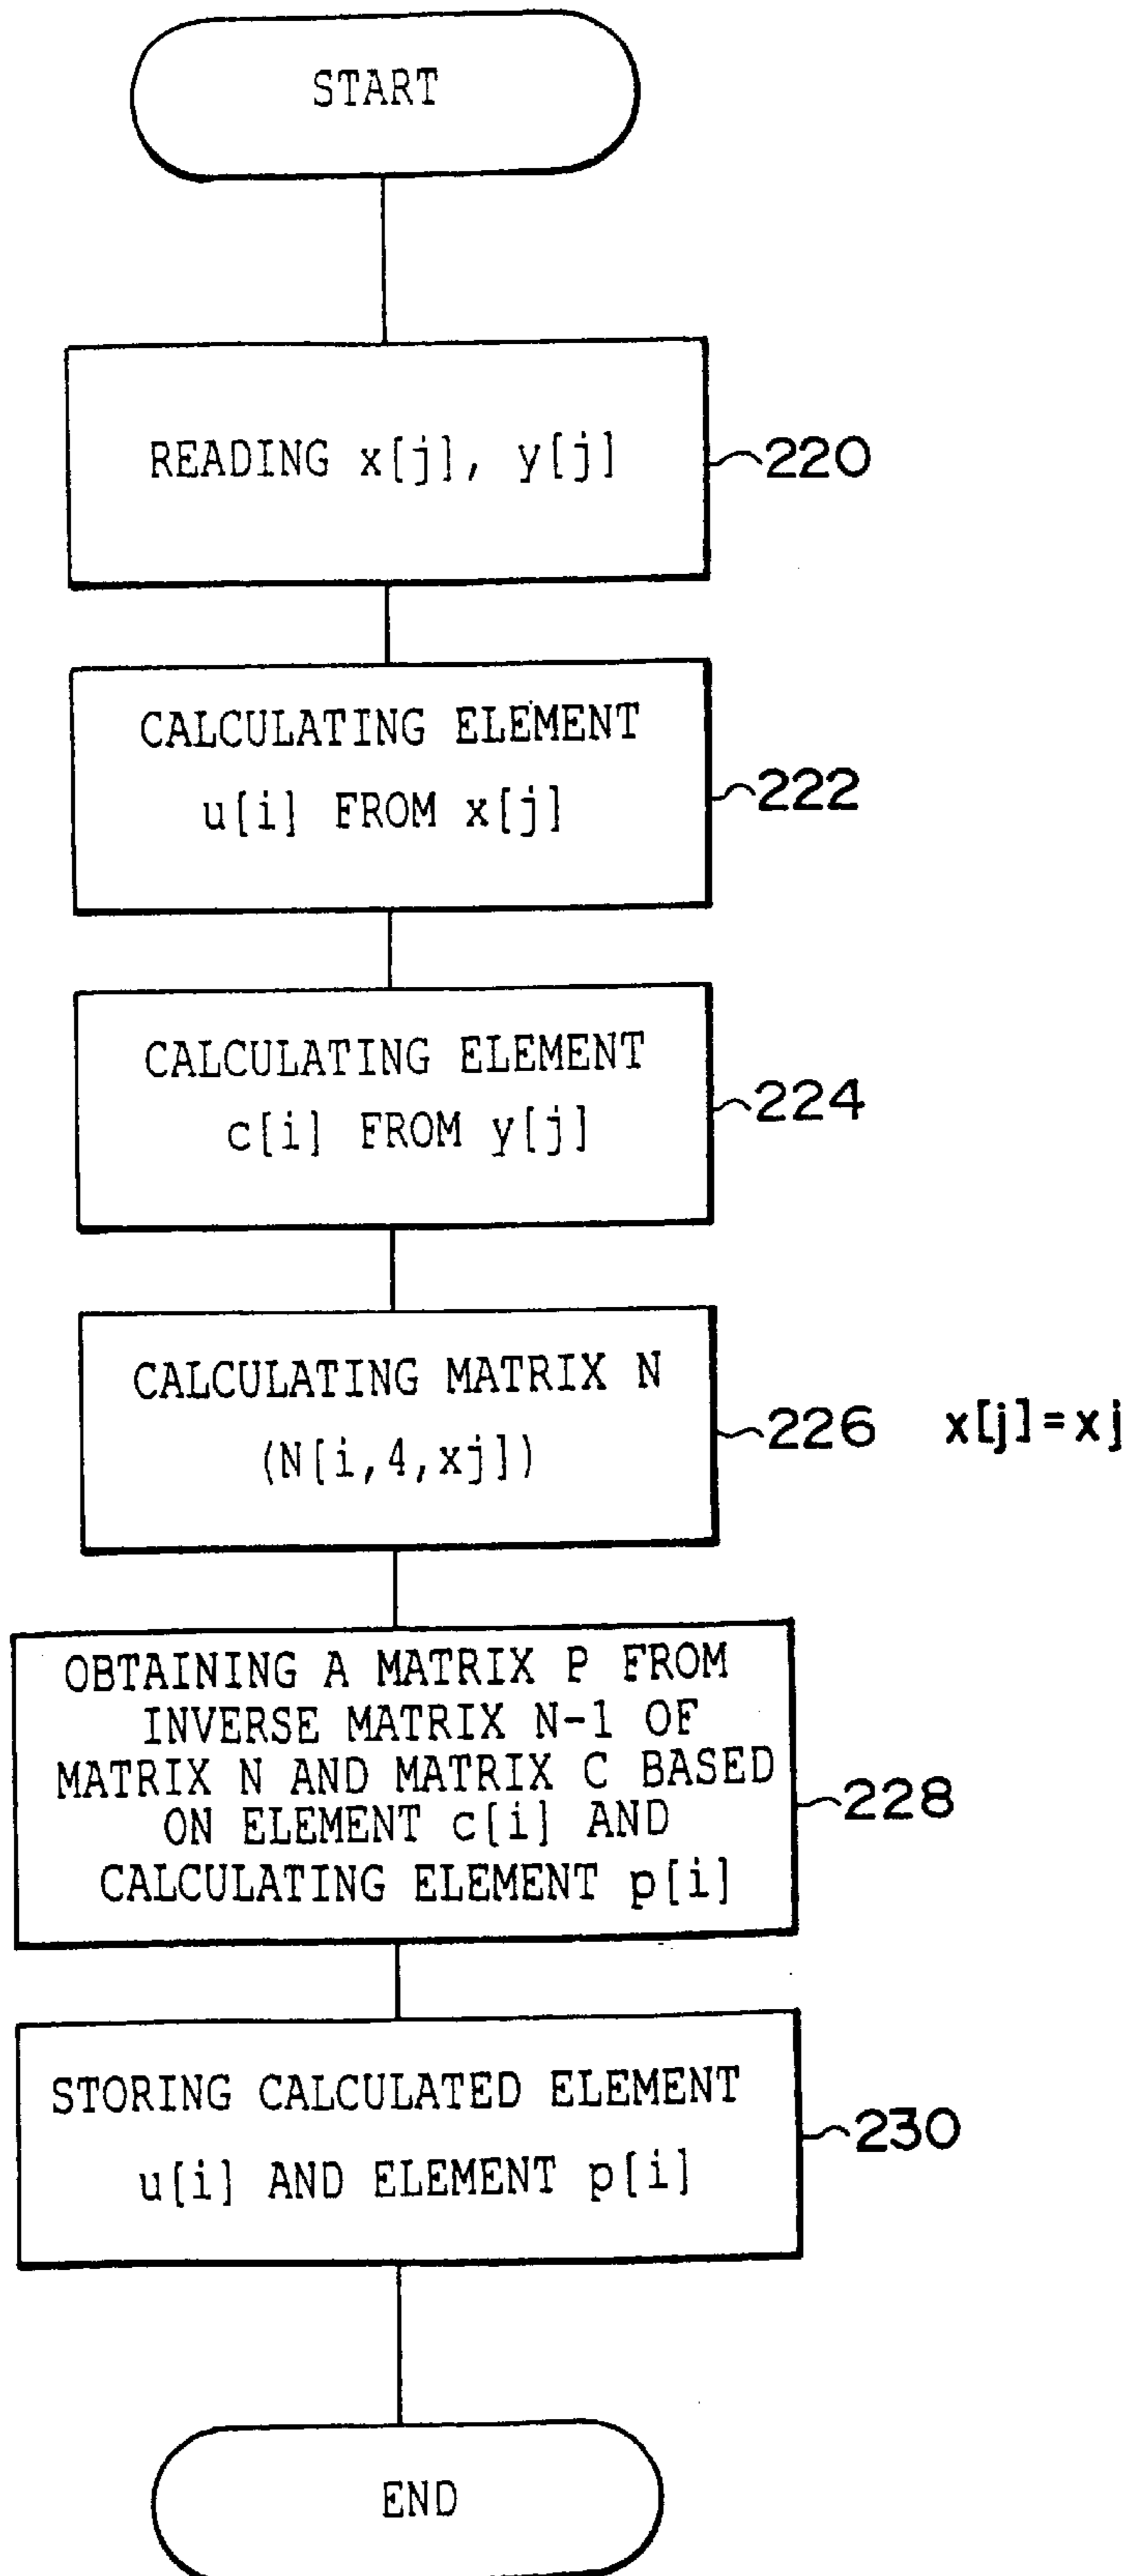 START
READING x[j], y[j]
220
CALCULATING ELEMENT
u[i] FROM x[j]
222
CALCULATING ELEMENT
c[i] FROM y[j]
224
CALCULATING MATRIX N
(N[i,4,xj])
226
x[j]=xj
OBTAINING A MATRIX P FROM
INVERSE MATRIX N-1 OF
MATRIX N AND MATRIX C BASED
ON ELEMENT c[i] AND
CALCULATING ELEMENT p[i]
228
STORING CALCULATED ELEMENT
u[i] AND ELEMENT p[i]
230
END